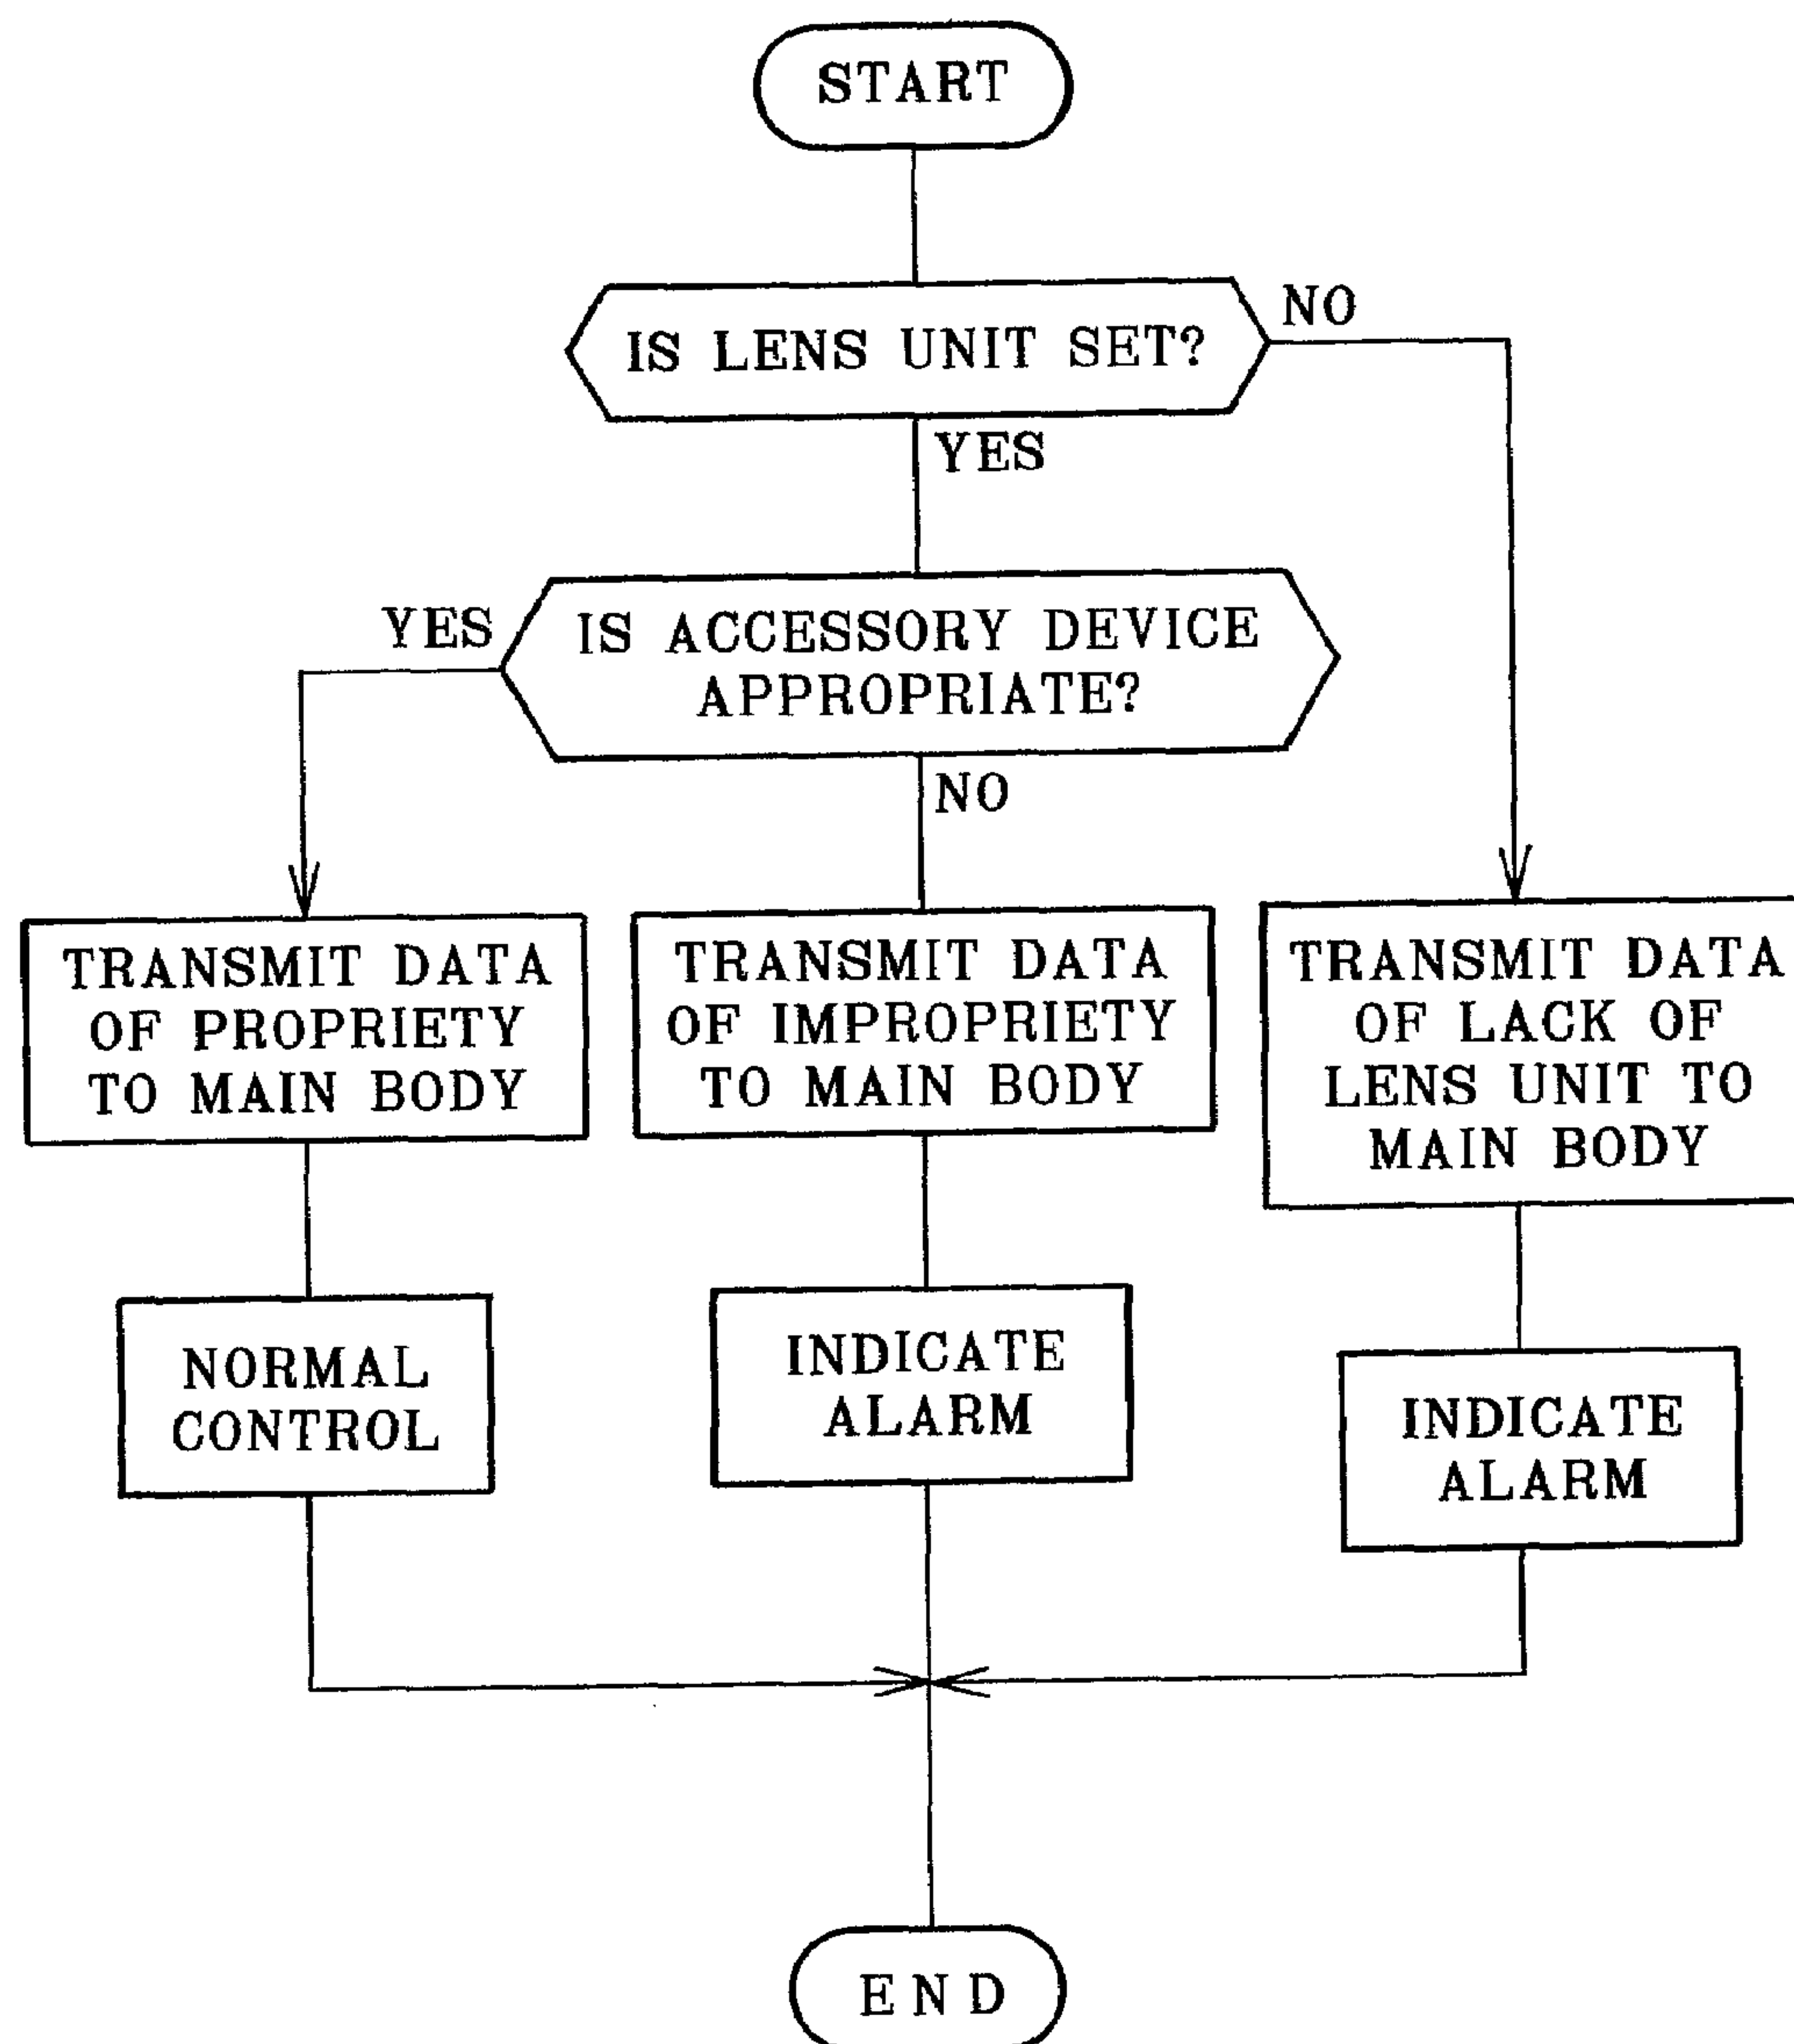 START
IS LENS UNIT SET?
NO
YES
IS ACCESSORY DEVICE
APPROPRIATE?
YES
NO
TRANSMIT DATA
OF PROPRIETY
TO MAIN BODY
TRANSMIT DATA
OF IMPROPRIETY
TO MAIN BODY
TRANSMIT DATA
OF LACK OF
LENS UNIT TO
MAIN BODY
NORMAL
CONTROL
INDICATE
ALARM
INDICATE
ALARM
END